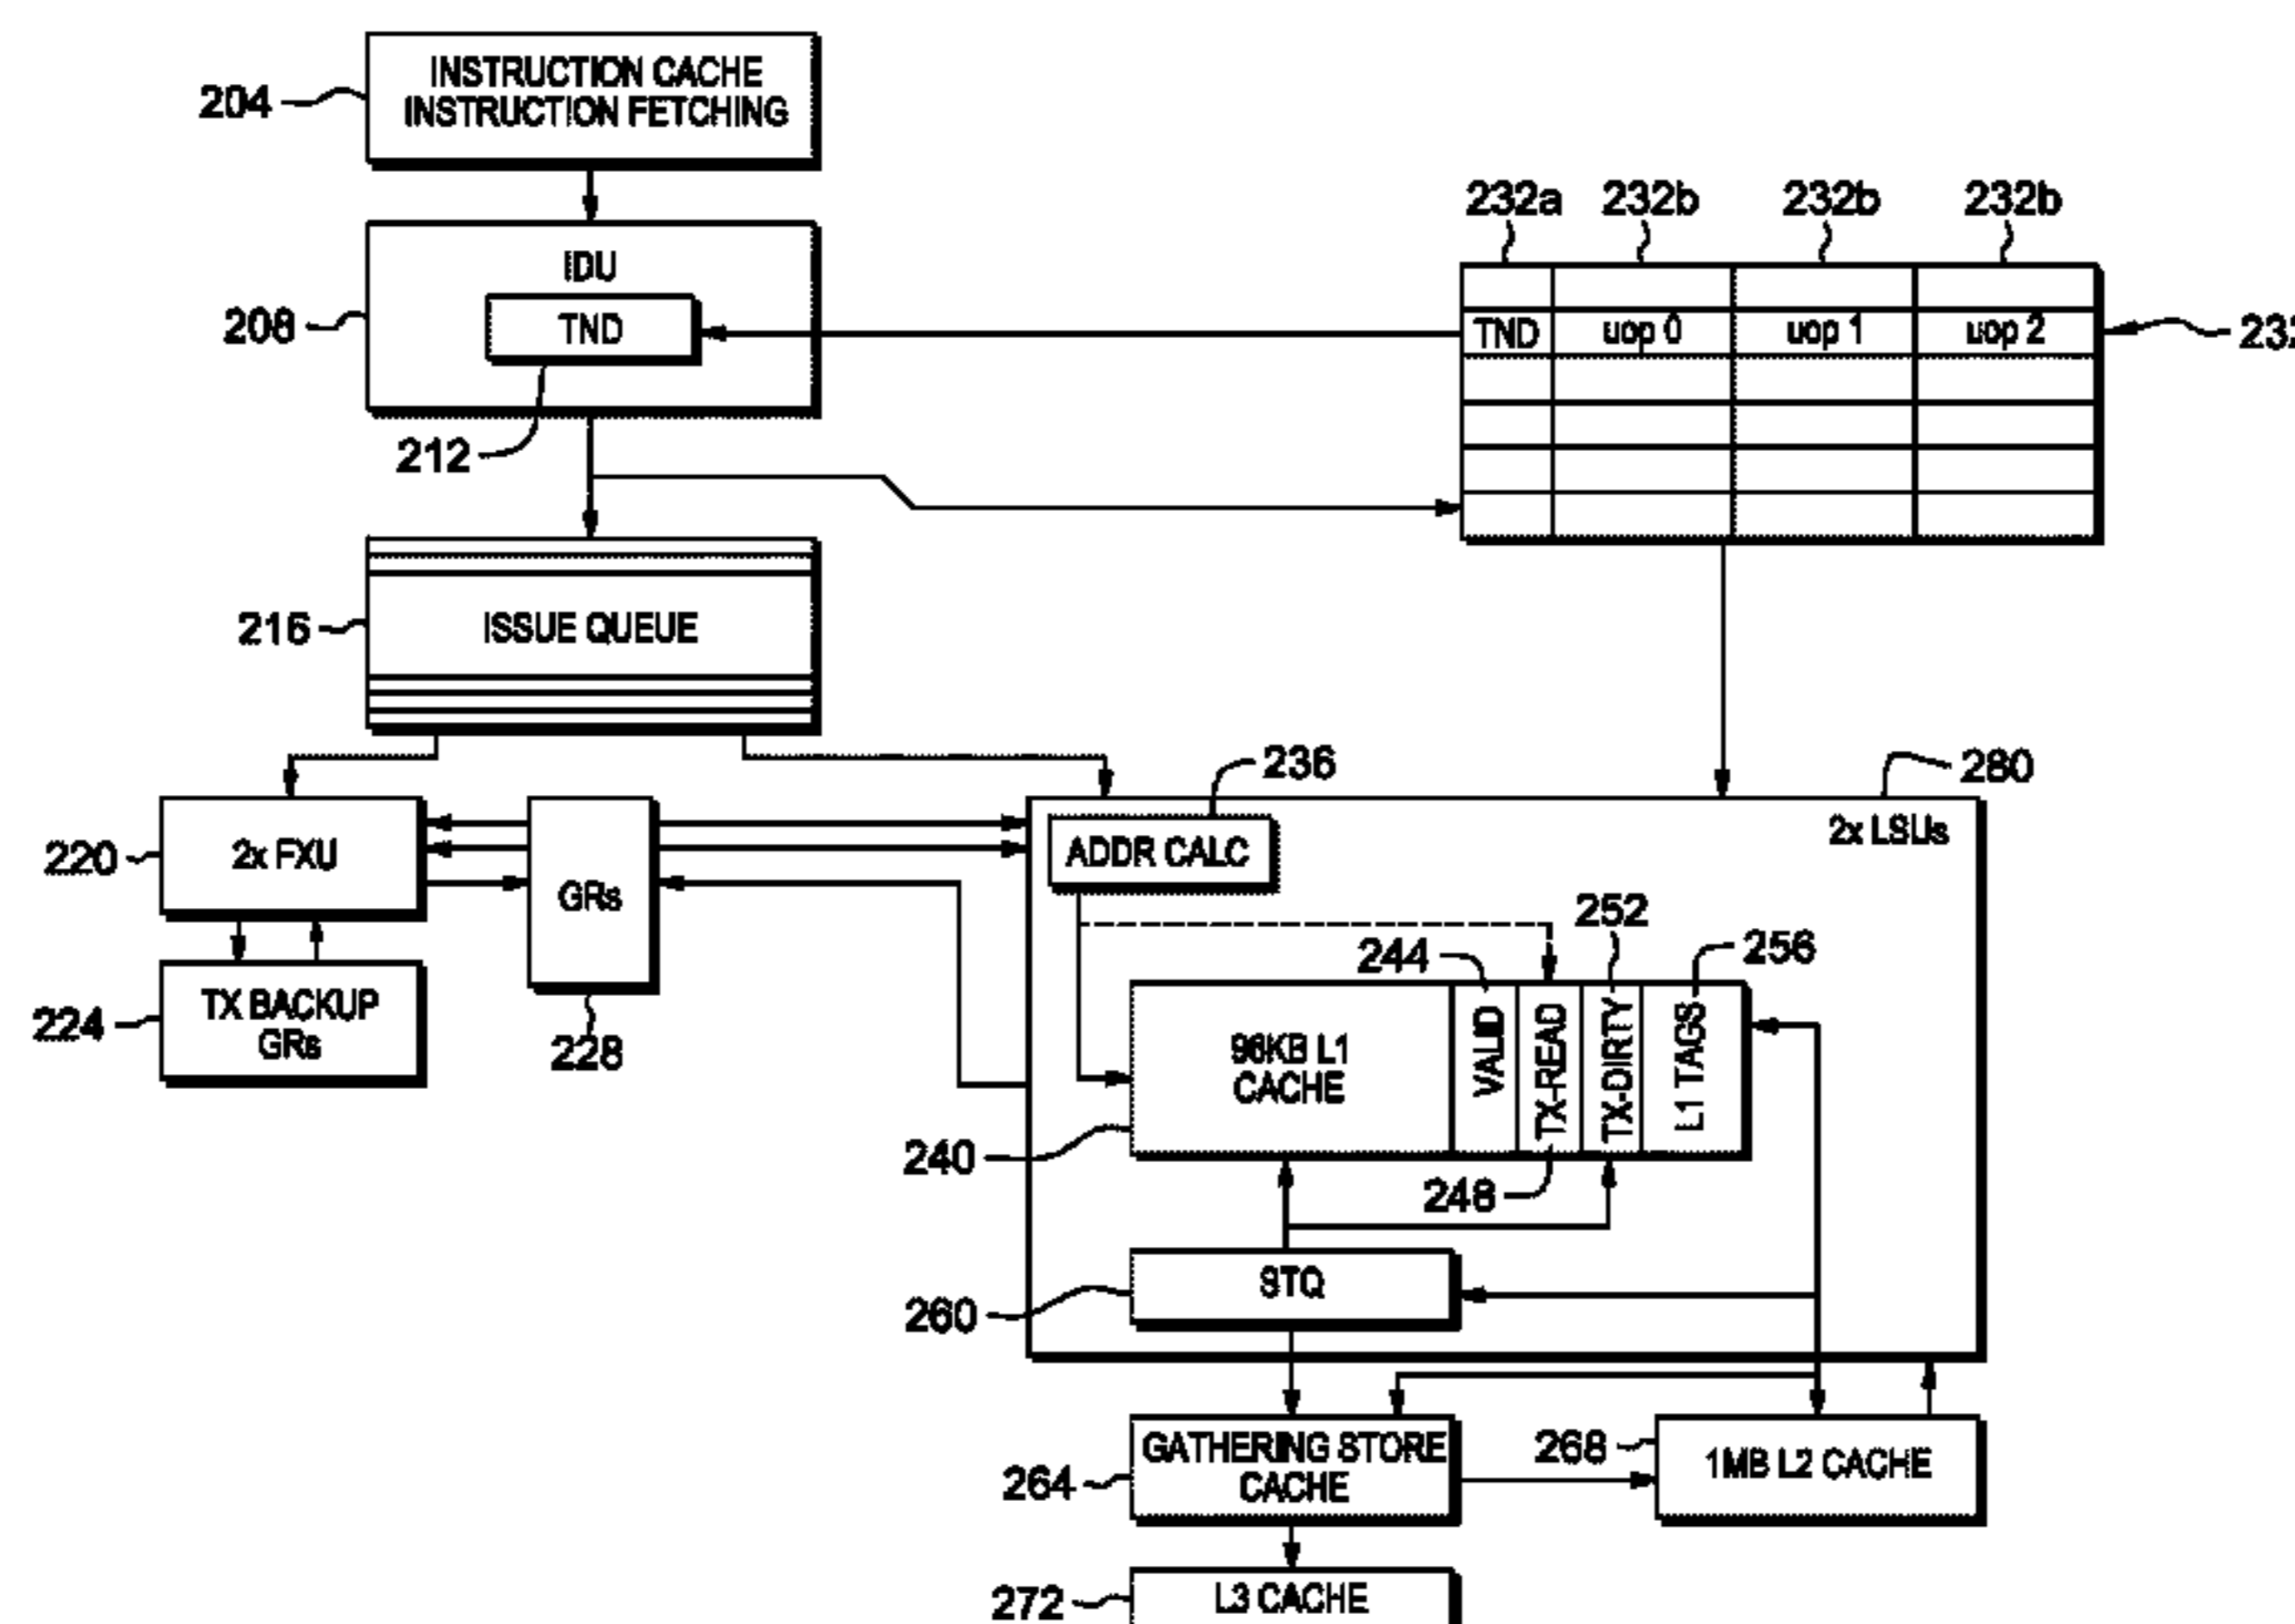 INSTRUCTION CACHE
INSTRUCTION FETCHING
204
232a 232b 232b 232b
IDU
208
TND
212
TND uop 0 uop 1 uop 2
232
216
ISSUE QUEUE
236
280
220
2x FXU
GRs
ADDR CALC
2x LSUs
224
TX BACKUP
GRs
228
244
252
256
96KB L1
CACHE
VALID
TX-READ
TX-DIRTY
L1 TAGS
240
248
STQ
260
GATHERING STORE
CACHE
264
268
1MB L2 CACHE
272
L3 CACHE